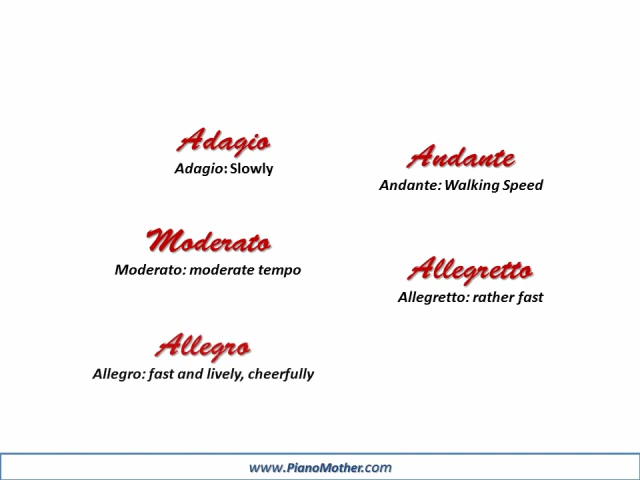 Adagio
Adagio: Slowly
Andante
Andante: Walking Speed
Moderato
Moderato: moderate tempo
Allegretto
Allegretto: rather fast
Allegro
Allegro: fast and lively, cheerfully
www.PianoMother.com